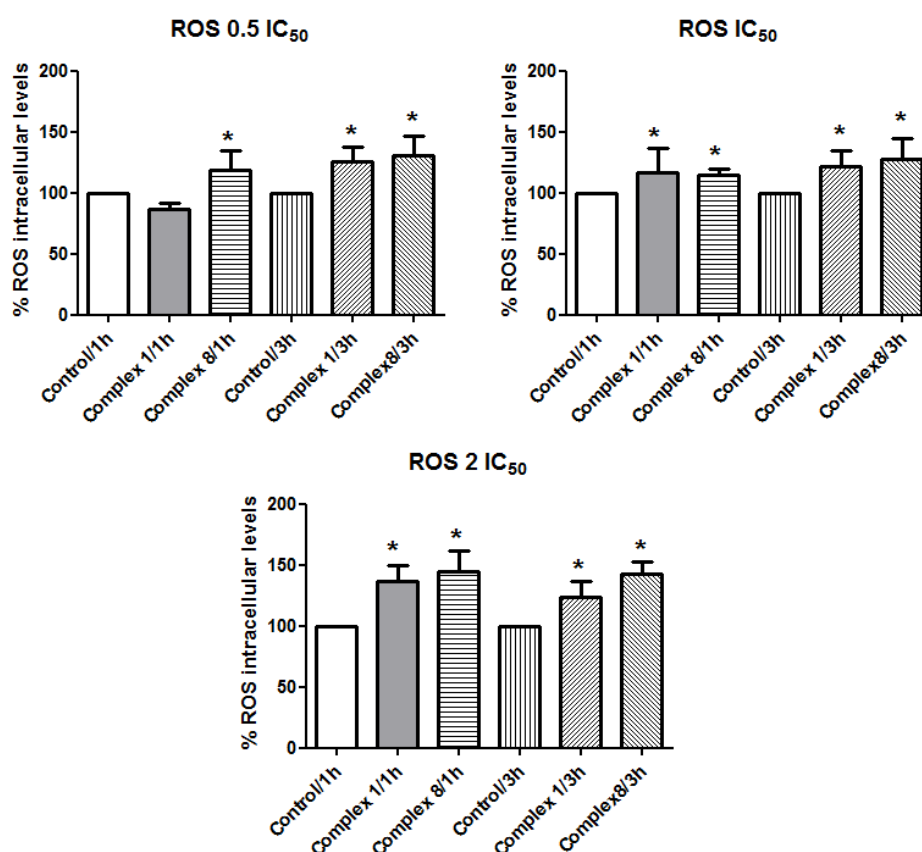 ROS 0.5 IC50
% ROS intracellular levels
200
150
100
50
0
*
*
*
Control/1h
Complex 1/1h
Complex 8/1h
Control/3h
Complex 1/3h
Complex8/3h
ROS IC50
% ROS intracellular levels
200
150
100
50
0
*
*
*
*
Control/1h
Complex 1/1h
Complex 8/1h
Control/3h
Complex 1/3h
Complex8/3h
ROS 2 IC50
% ROS intracellular levels
200
150
100
50
0
*
*
*
*
Control/1h
Complex 1/1h
Complex 8/1h
Control/3h
Complex 1/3h
Complex8/3h